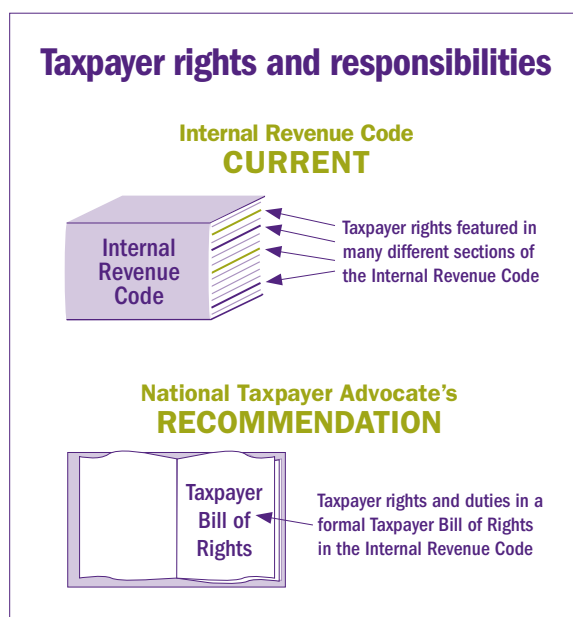 Taxpayer rights and responsibilities
Internal Revenue Code
CURRENT
Internal
Revenue
Code
Taxpayer rights featured in
many different sections of
the Internal Revenue Code
National Taxpayer Advocate's
RECOMMENDATION
Taxpayer
Bill of
Rights
Taxpayer rights and duties in a
formal Taxpayer Bill of Rights
in the Internal Revenue Code